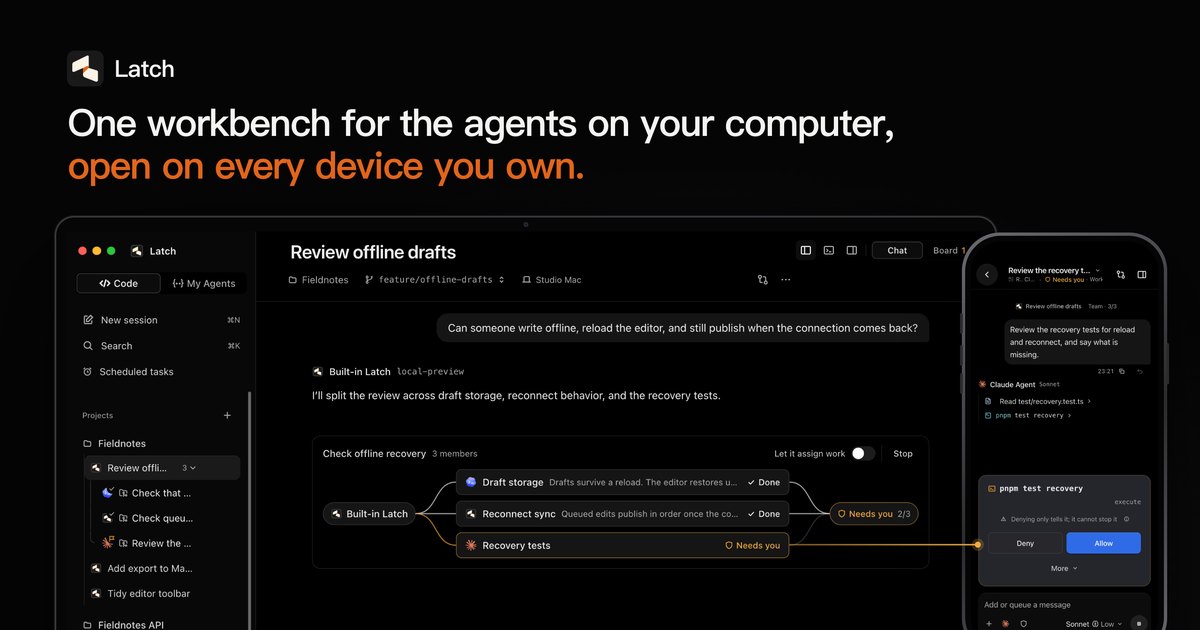 Latch
One workbench for the agents on your computer,
open on every device you own.
Latch
</> Code
{··} My Agents
New session ⌘N
Search ⌘K
Scheduled tasks
Projects +
Fieldnotes
Review offli... 3
Check that ...
Check queu...
Review the ...
Add export to Ma...
Tidy editor toolbar
Fieldnotes API
Review offline drafts
Chat
Board 1
Fieldnotes feature/offline-drafts Studio Mac
Can someone write offline, reload the editor, and still publish when the connection comes back?
Built-in Latch local-preview
I'll split the review across draft storage, reconnect behavior, and the recovery tests.
Check offline recovery 3 members
Let it assign work
Stop
Built-in Latch
Draft storage Drafts survive a reload. The editor restores u... ✓ Done
Reconnect sync Queued edits publish in order once the co... ✓ Done
Recovery tests Needs you
Needs you 2/3
Review the recovery t...
R. Cl... · Needs you · Work
Review offline drafts Team · 3/3
Review the recovery tests for reload
and reconnect, and say what is
missing.
23:21
Claude Agent Sonnet
Read test/recovery.test.ts >
pnpm test recovery >
pnpm test recovery
execute
Denying only tells it; it cannot stop it
Deny
Allow
More
Add or queue a message
+ Sonnet Low